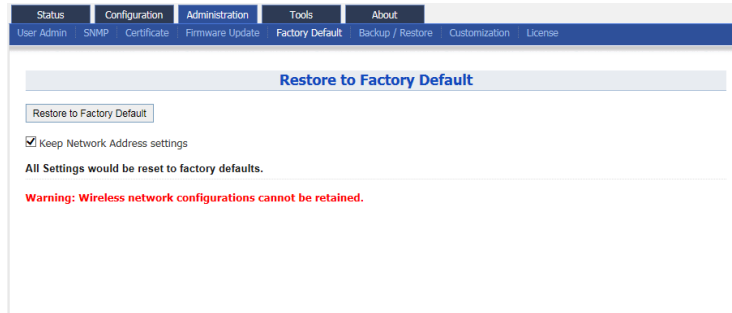 Status Configuration Administration Tools About
User Admin SNMP Certificate Firmware Update Factory Default Backup / Restore Customization License
Restore to Factory Default
Restore to Factory Default
Keep Network Address settings
All Settings would be reset to factory defaults.
Warning: Wireless network configurations cannot be retained.